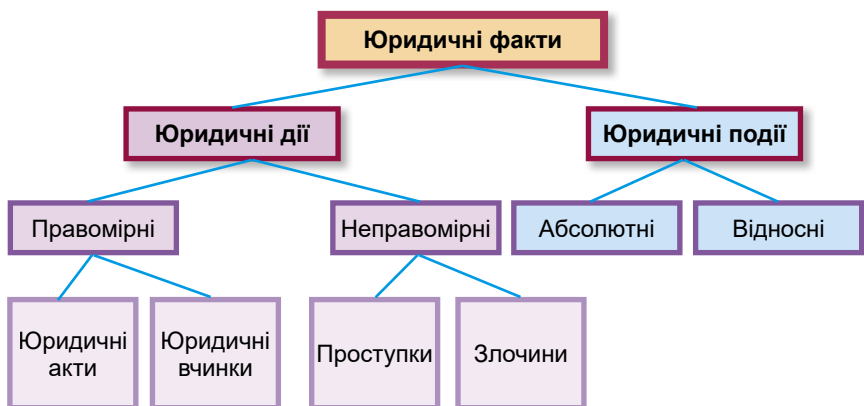 Юридичні факти
Юридичні дії
Юридичні події
Правомірні
Неправомірні
Абсолютні
Відносні
Юридичні
акти
Юридичні
вчинки
Проступки
Злочини